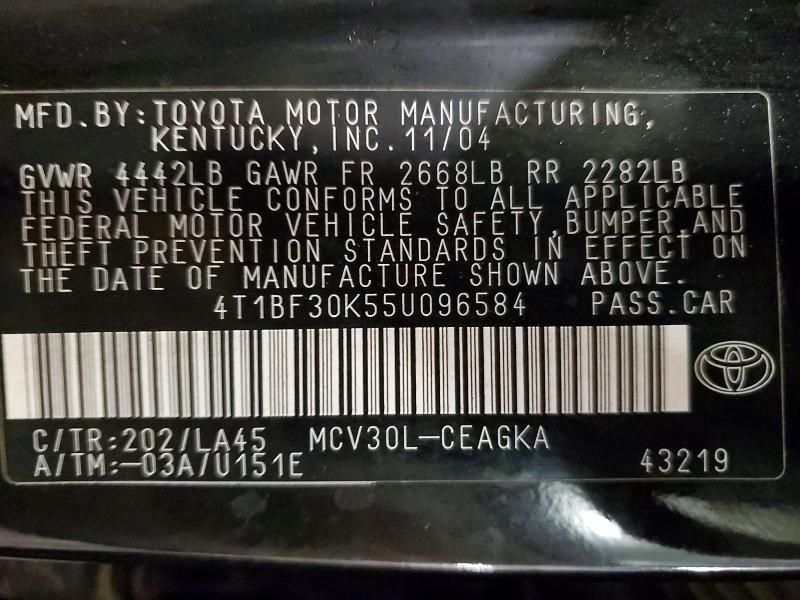 MFD. BY: TOYOTA MOTOR MANUFACTURING,
KENTUCKY, INC. 11/04
GVWR 4442LB GAWR FR 2668LB RR 2282LB
THIS VEHICLE CONFORMS TO ALL APPLICABLE
FEDERAL MOTOR VEHICLE SAFETY, BUMPER, AND
THEFT PREVENTION STANDARDS IN EFFECT ON
THE DATE OF MANUFACTURE SHOWN ABOVE.
4T1BF30K55U096584 PASS. CAR
C/TR: 202/LA45 MCV30L-CEAGKA
A/TM: -03A/U151E 43219